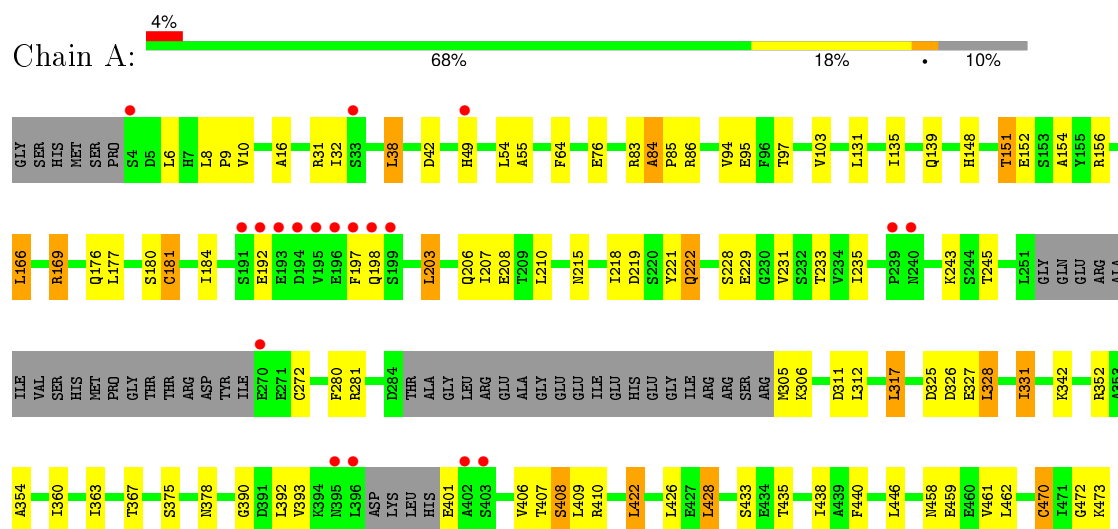 4%
Chain A:
68% 18% • 10%
GLY SER HIS MET SER PRO S4 D5 L6 H7 L8 P9 V10 A16 R31 I32 S33 L38 D42 H49 L54 A55 F64 E76 R83 A84 P85 R86 V94 E95 F96 T97 V103 L131 I135 Q139 H148 T151 E152 S153 A154 Y155 R156
L166 R169 Q176 L177 S180 C181 I184 S191 E192 E193 D194 V195 E196 F197 Q198 S199 L203 Q206 I207 E208 T209 L210 N215 I218 D219 S220 Y221 Q222 S228 E229 G230 V231 S232 T233 V234 I235 P239 N240 K243 S244 T245 L251 GLY GLN GLU ARG ALA
ILE VAL SER HIS MET PRO GLY THR THR ARG ASP TYR ILE E270 E271 C272 F280 R281 D284 THR ALA GLY LEU ARG GLU ALA GLY GLU GLU ILE GLU HIS GLU GLY ILE ARG ARG SER ARG M305 K306 D311 L312 L317 D325 D326 E327 L328 I331 K342 R352 A353
A354 I360 I363 T367 S375 N378 G390 D391 L392 V393 K394 N395 L396 ASP LYS LEU HIS E401 A402 S403 V406 T407 S408 L409 R410 L422 L426 E427 L428 S433 E434 T435 I438 A439 F440 L446 N458 E459 E460 V461 L462 C470 I471 G472 K473